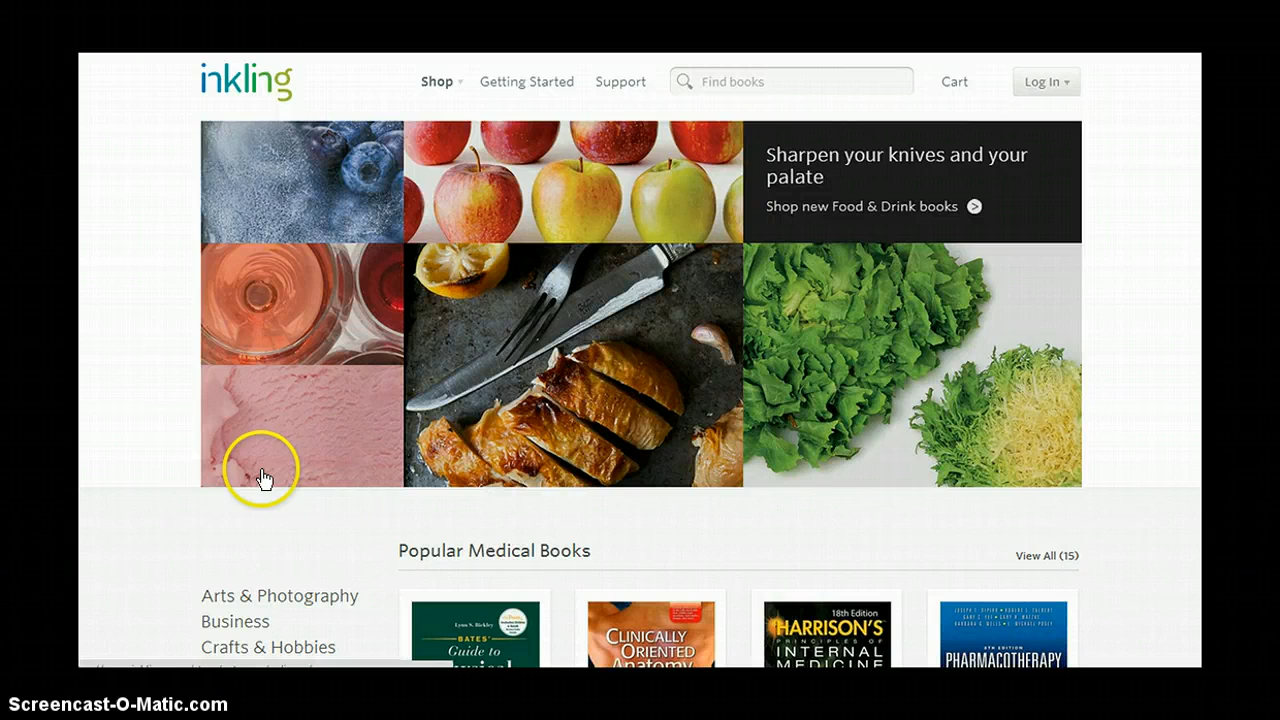 inkling
Shop Getting Started Support Find books Cart Log In
Sharpen your knives and your
palate
Shop new Food & Drink books
Popular Medical Books
View All (15)
Arts & Photography
Business
Crafts & Hobbies
Lynn S. Bickley
BATES'
Guide to
CLINICALLY
ORIENTED
Anatomy
18th Edition
HARRISON'S
PRINCIPLES OF
INTERNAL
MEDICINE
PHARMACOTHERAPY
Screencast-O-Matic.com